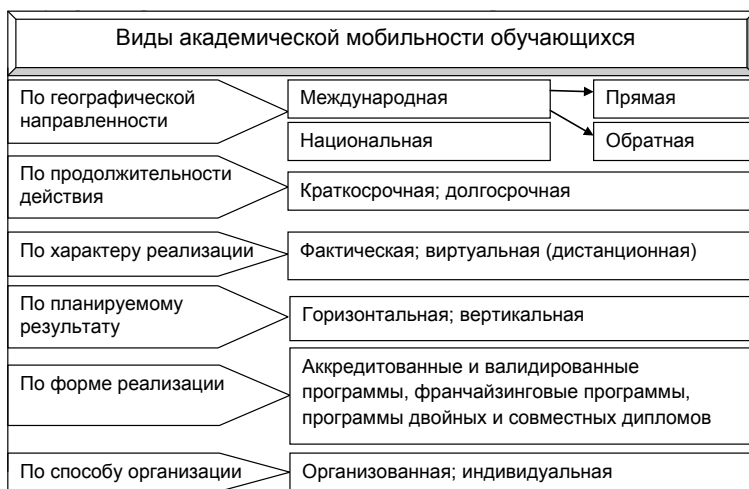 Виды академической мобильности обучающихся
По географической
направленности
Международная
Прямая
Национальная
Обратная
По продолжительности
действия
Краткосрочная; долгосрочная
По характеру реализации
Фактическая; виртуальная (дистанционная)
По планируемому
результату
Горизонтальная; вертикальная
По форме реализации
Аккредитованные и валидированные
программы, франчайзинговые программы,
программы двойных и совместных дипломов
По способу организации
Организованная; индивидуальная